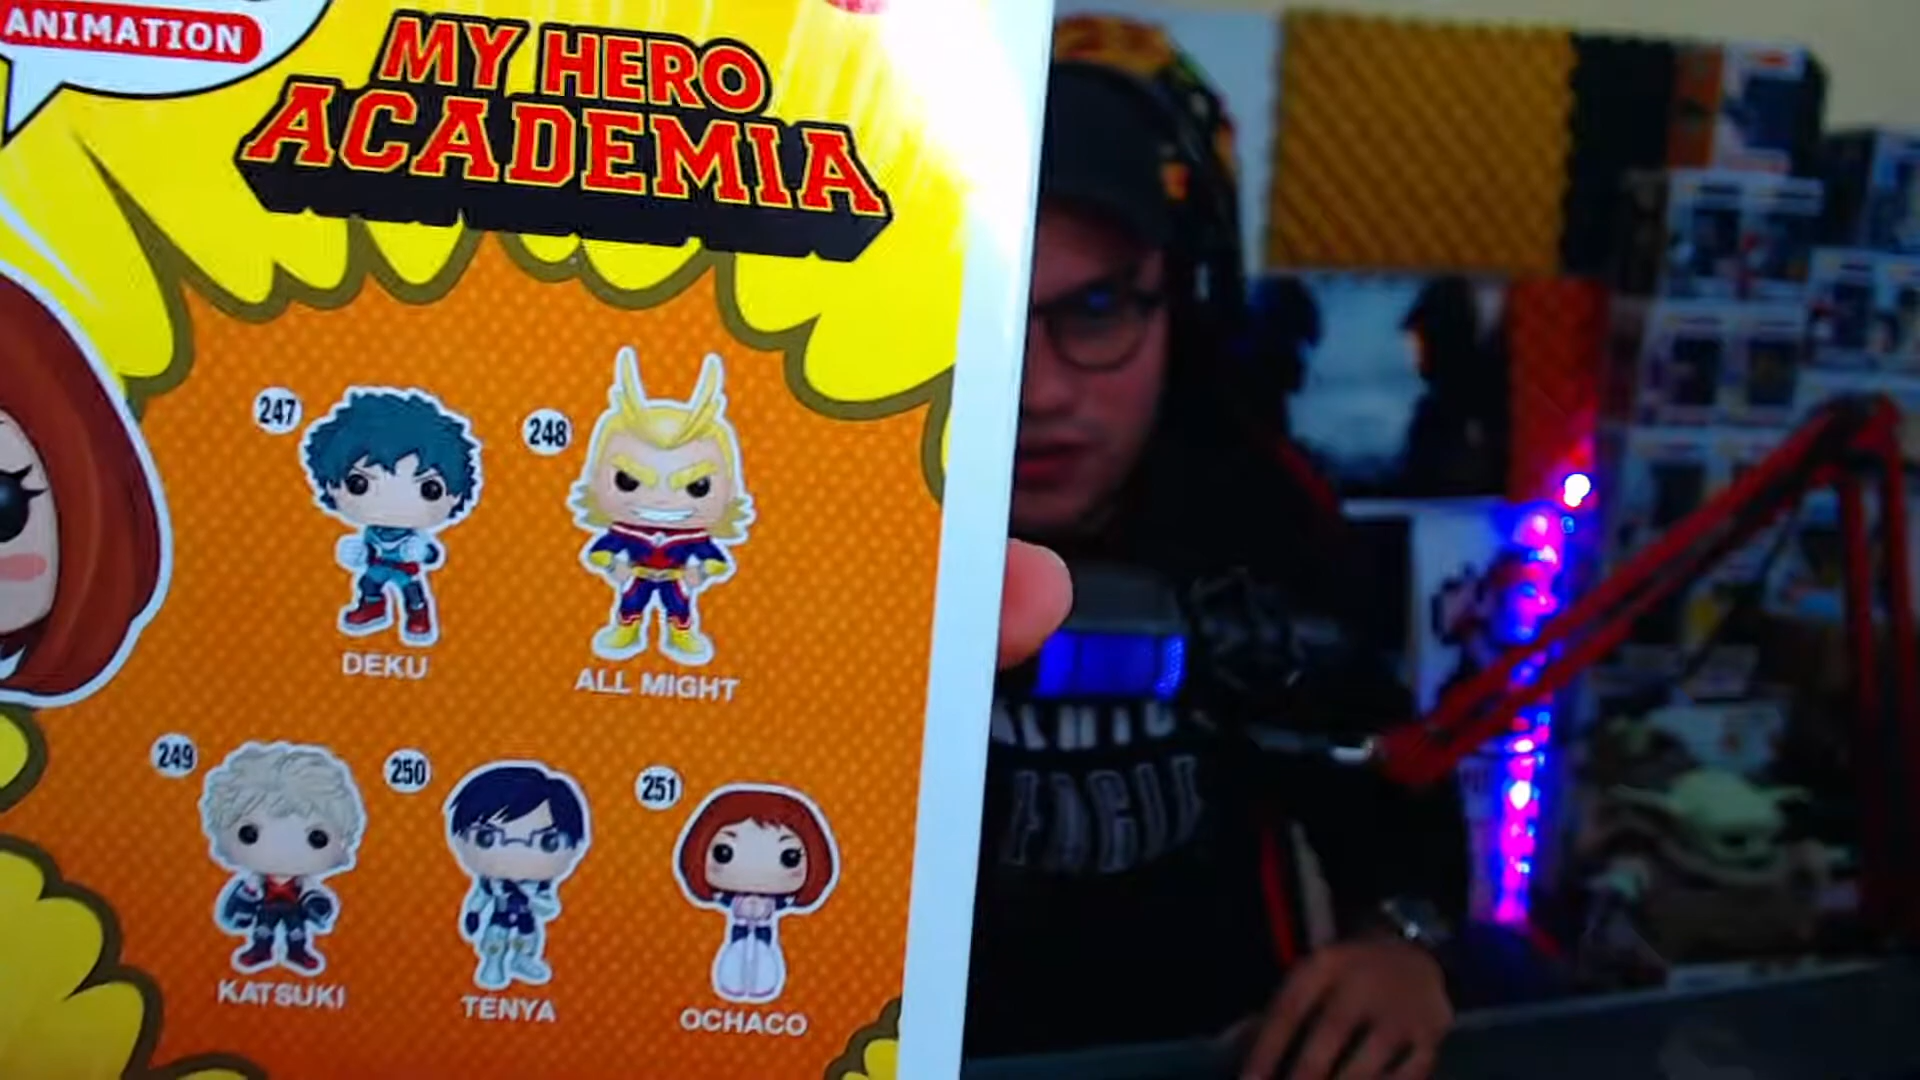 ANIMATION
MY HERO
ACADEMIA
247
248
DEKU
ALL MIGHT
249
250
251
KATSUKI
TENYA
OCHACO